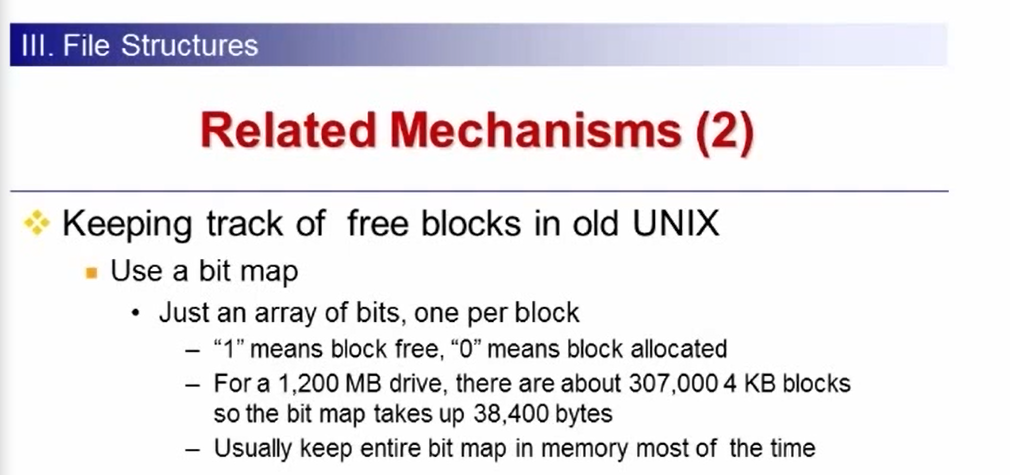 III. File Structures
Related Mechanisms (2)
Keeping track of free blocks in old UNIX
Use a bit map
• Just an array of bits, one per block
– “1” means block free, “0” means block allocated
– For a 1,200 MB drive, there are about 307,000 4 KB blocks
so the bit map takes up 38,400 bytes
– Usually keep entire bit map in memory most of the time